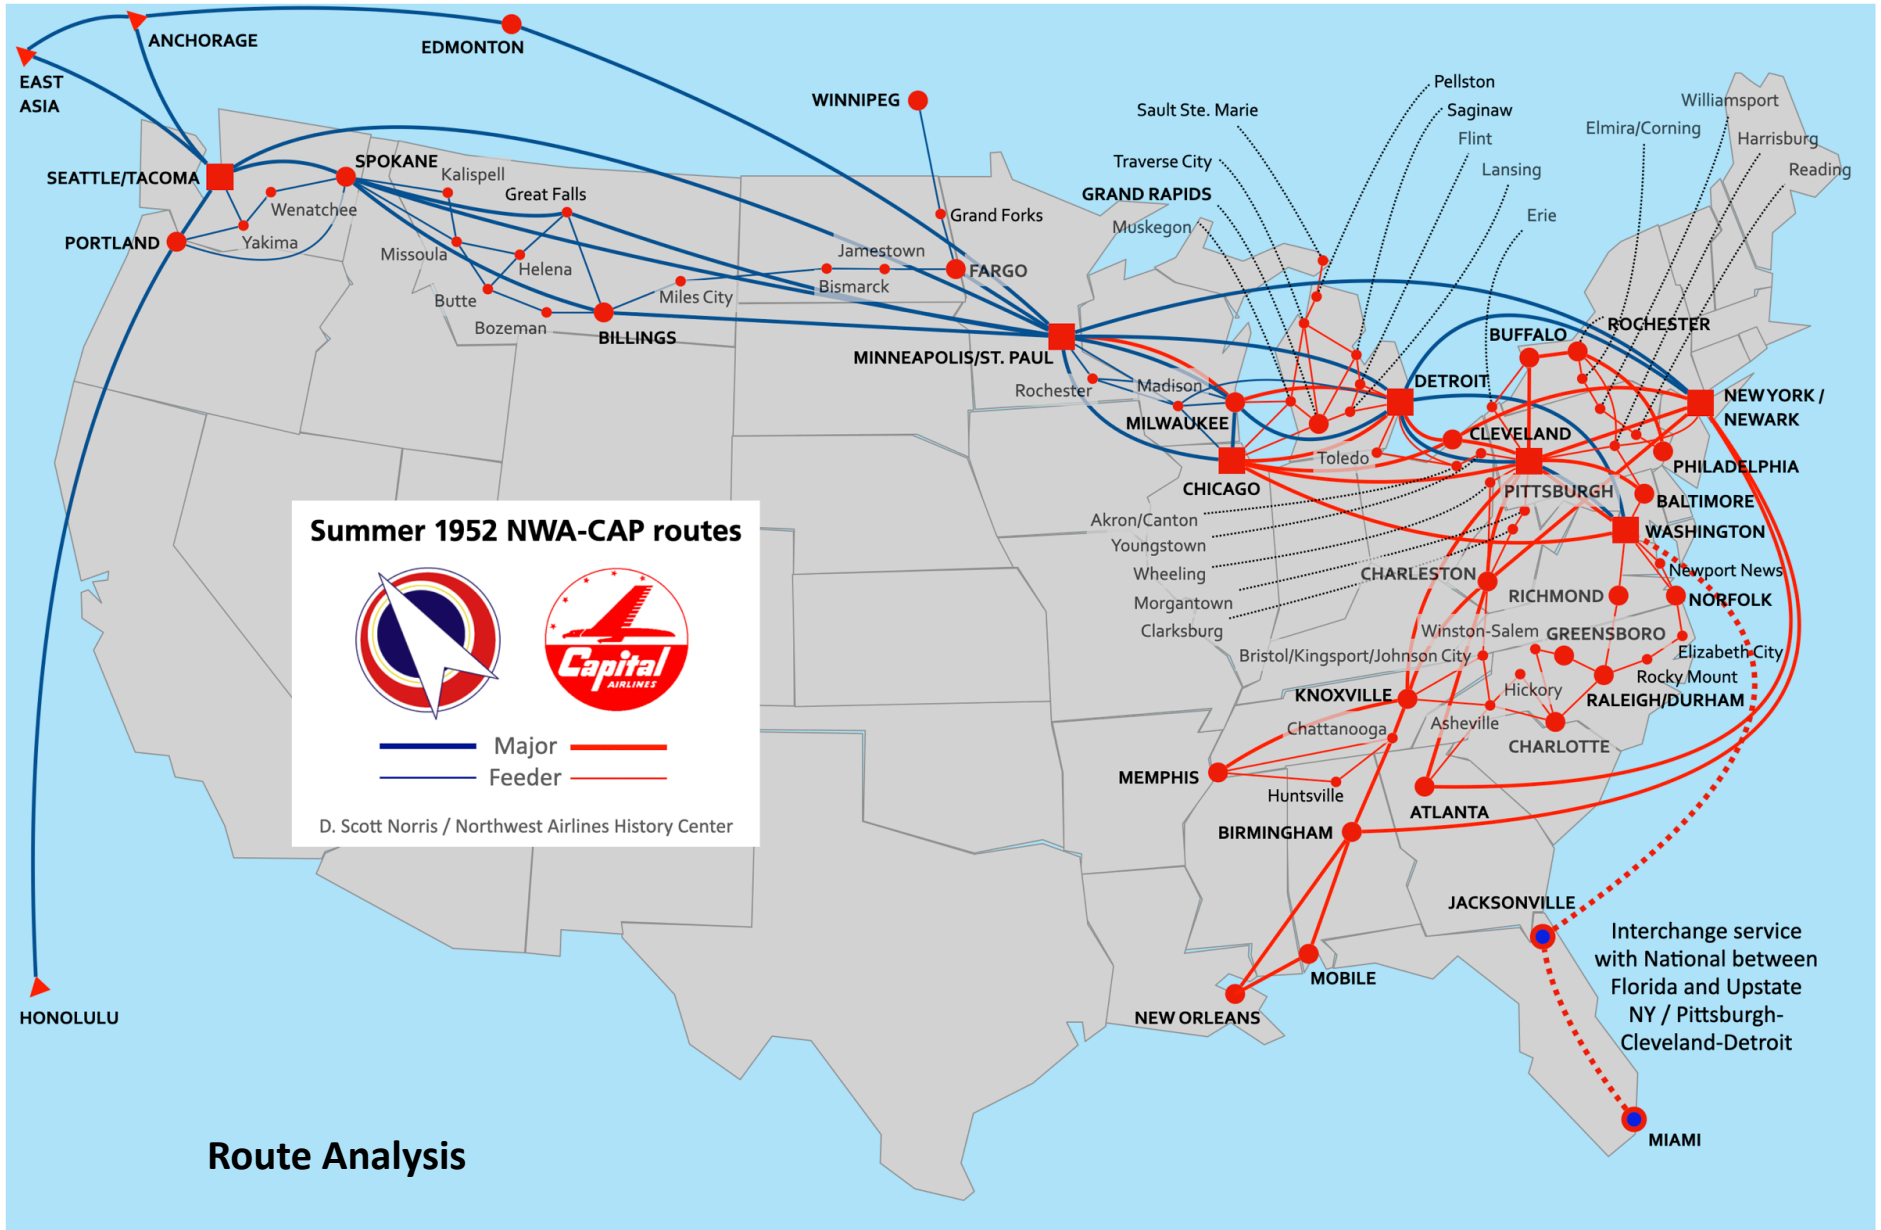 ANCHORAGE
EDMONTON
EAST
ASIA
WINNIPEG
Pellston
Sault Ste. Marie
Saginaw
Williamsport
Elmira/Corning
Flint
Harrisburg
Traverse City
Lansing
Reading
SPOKANE
Kalispell
SEATTLE/TACOMA
Great Falls
GRAND RAPIDS
Wenatchee
Grand Forks
Muskegon
Erie
PORTLAND
Yakima
Missoula
Helena
Jamestown
FARGO
Bismarck
Miles City
Butte
Bozeman
BILLINGS
ROCHESTER
BUFFALO
MINNEAPOLIS/ST. PAUL
Rochester
Madison
DETROIT
NEW YORK /
NEWARK
MILWAUKEE
CLEVELAND
Toledo
PHILADELPHIA
CHICAGO
PITTSBURGH
BALTIMORE
Akron/Canton
WASHINGTON
Youngstown
Wheeling
CHARLESTON
Newport News
Morgantown
RICHMOND
NORFOLK
Clarksburg
Winston-Salem
GREENSBORO
Bristol/Kingsport/Johnson City
Elizabeth City
Rocky Mount
KNOXVILLE
Hickory
RALEIGH/DURHAM
Chattanooga
Asheville
CHARLOTTE
MEMPHIS
Huntsville
ATLANTA
BIRMINGHAM
JACKSONVILLE
MOBILE
NEW ORLEANS
HONOLULU
MIAMI
Summer 1952 NWA-CAP routes
Capital
AIRLINES
Major
Feeder
D. Scott Norris / Northwest Airlines History Center
Interchange service
with National between
Florida and Upstate
NY / Pittsburgh-
Cleveland-Detroit
Route Analysis